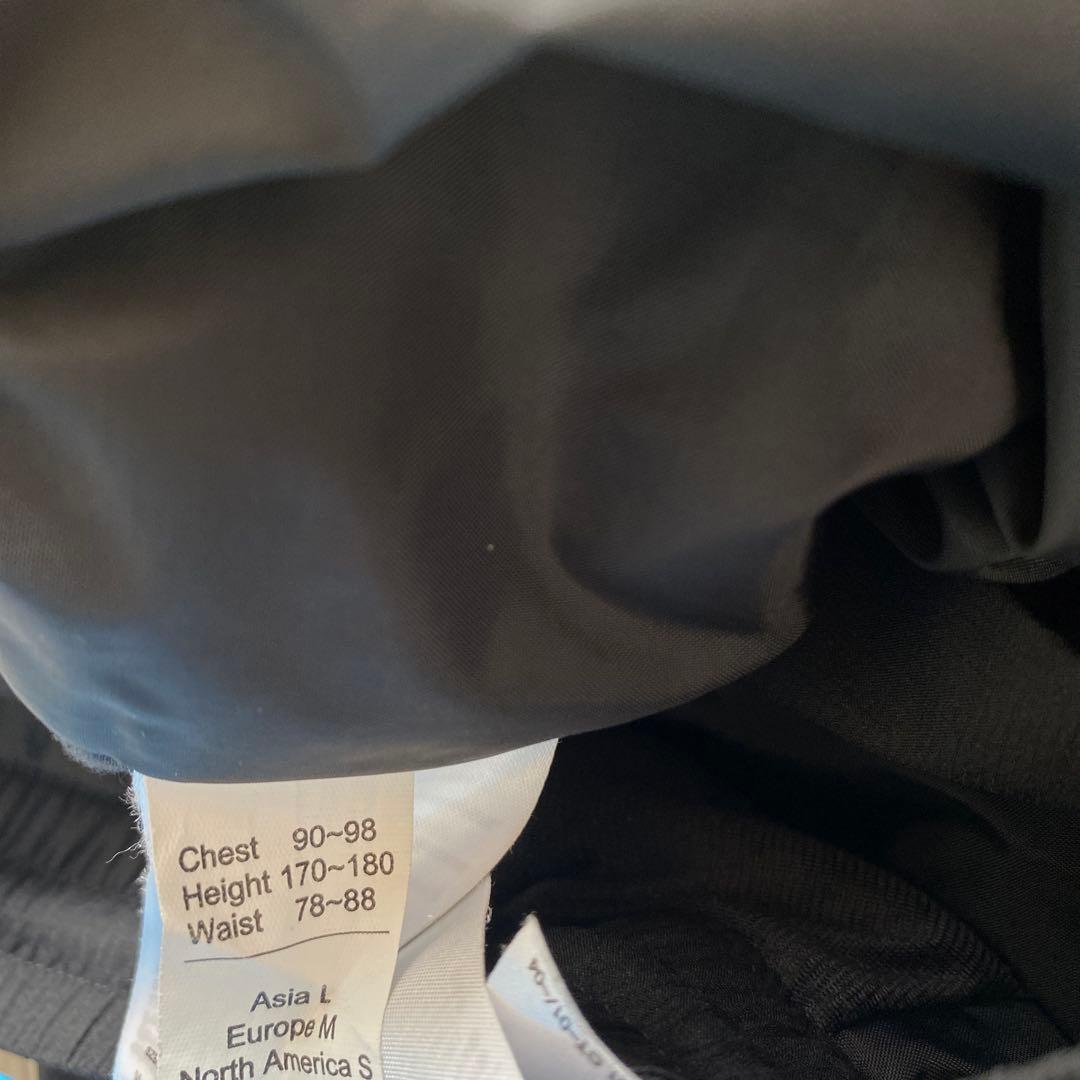 Chest 90~98
Height 170~180
Waist 78~88
Asia L
Europe M
North America S